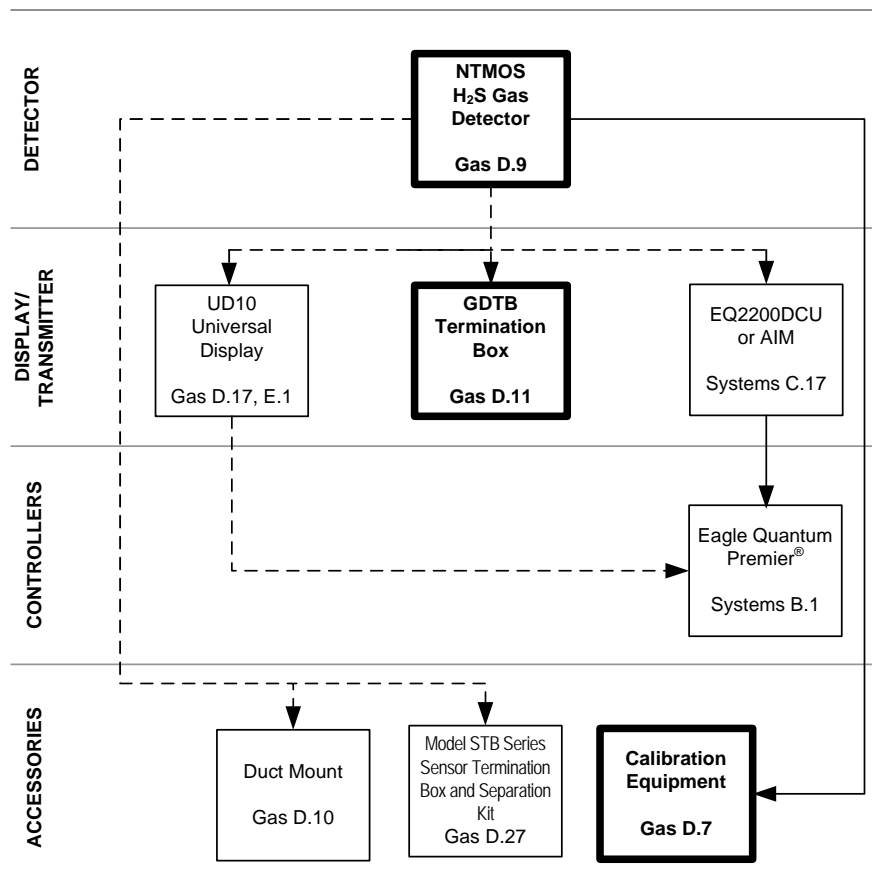 DETECTOR
NTMOS
H₂S Gas
Detector
Gas D.9
DISPLAY/
TRANSMITTER
UD10
Universal
Display
Gas D.17, E.1
GDTB
Termination
Box
Gas D.11
EQ2200DCU
or AIM
Systems C.17
CONTROLLERS
Eagle Quantum
Premier®
Systems B.1
ACCESSORIES
Duct Mount
Gas D.10
Model STB Series
Sensor Termination
Box and Separation
Kit
Gas D.27
Calibration
Equipment
Gas D.7